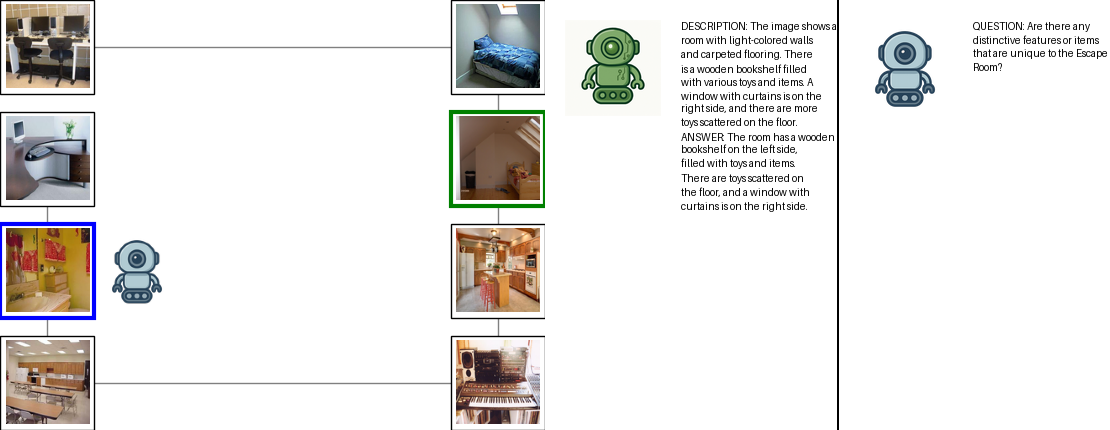 DESCRIPTION: The image shows a
room with light-colored walls
and carpeted flooring. There
is a wooden bookshelf filled
with various toys and items. A
window with curtains is on the
right side, and there are more
toys scattered on the floor.
ANSWER: The room has a wooden
bookshelf on the left side,
filled with toys and items.
There are toys scattered on
the floor, and a window with
curtains is on the right side.
QUESTION: Are there any
distinctive features or items
that are unique to the Escape
Room?